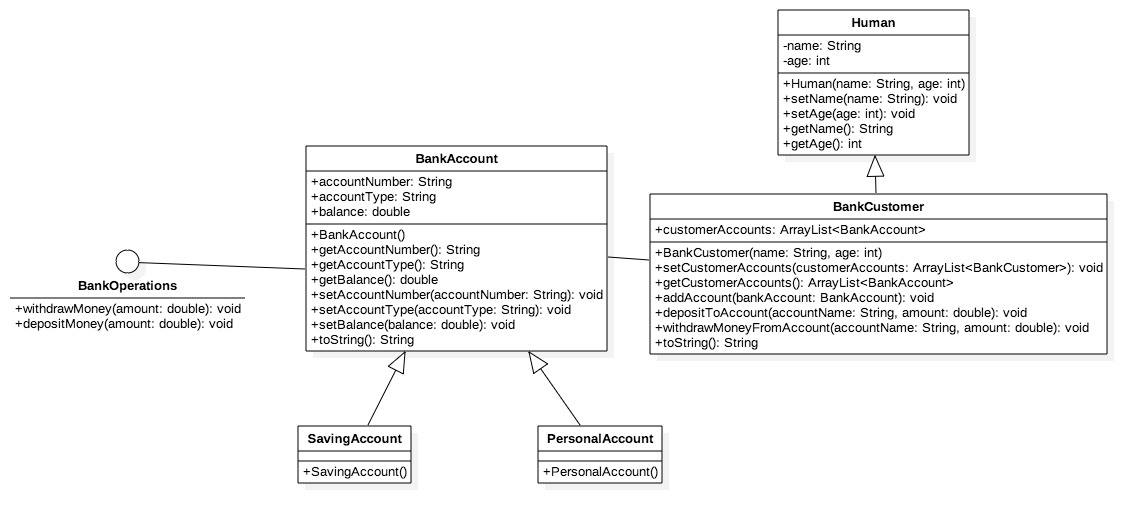 Human
-name: String
-age: int
+Human(name: String, age: int)
+setName(name: String): void
+setAge(age: int): void
+getName(): String
+getAge(): int
BankAccount
+accountNumber: String
+accountType: String
+balance: double
+BankAccount()
+getAccountNumber(): String
+getAccountType(): String
+getBalance(): double
+setAccountNumber(accountNumber: String): void
+setAccountType(accountType: String): void
+setBalance(balance: double): void
+toString(): String
BankCustomer
+customerAccounts: ArrayList<BankAccount>
+BankCustomer(name: String, age: int)
+setCustomerAccounts(customerAccounts: ArrayList<BankCustomer>): void
+getCustomerAccounts(): ArrayList<BankAccount>
+addAccount(bankAccount: BankAccount): void
+depositToAccount(accountName: String, amount: double): void
+withdrawMoneyFromAccount(accountName: String, amount: double): void
+toString(): String
BankOperations
+withdrawMoney(amount: double): void
+depositMoney(amount: double): void
SavingAccount
+SavingAccount()
PersonalAccount
+PersonalAccount()